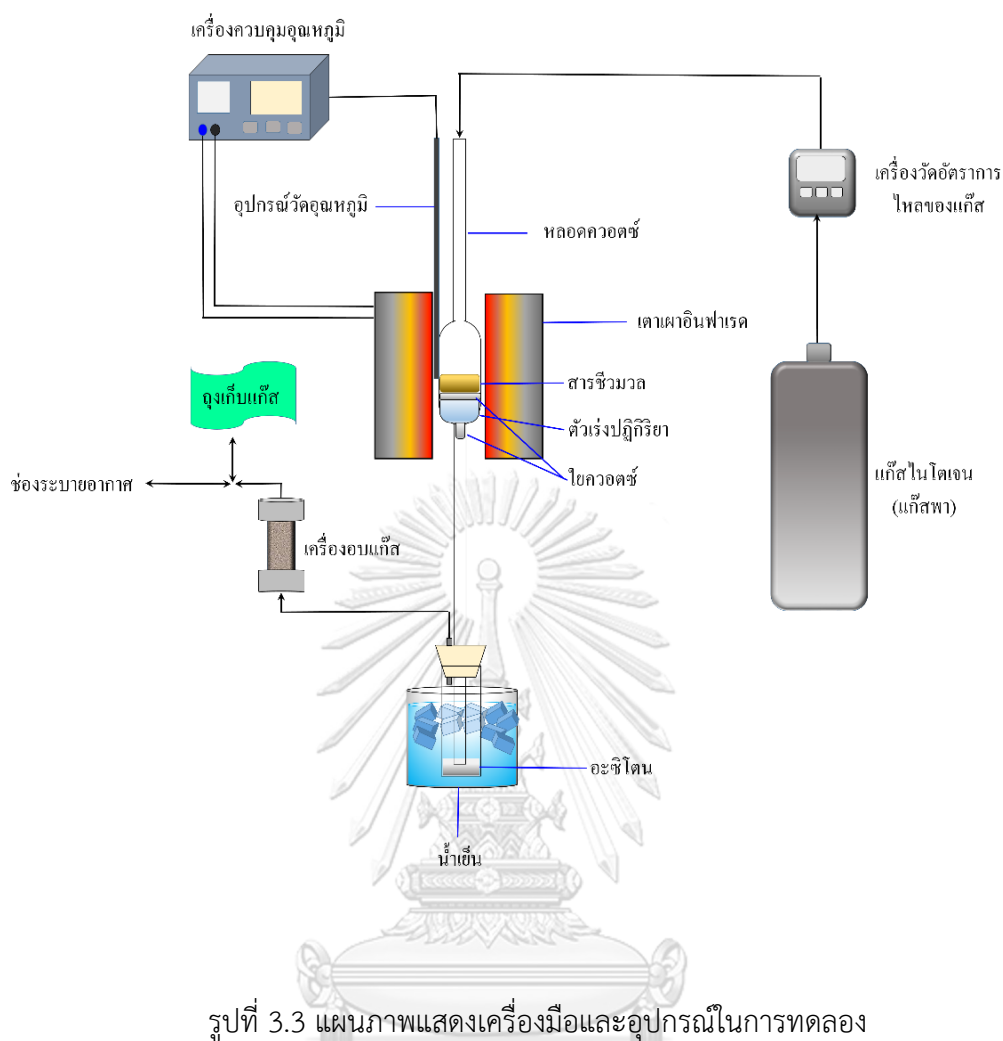 เครื่องควบคุมอุณหภูมิ
อุปกรณ์วัดอุณหภูมิ
หลอดควอตซ์
เครื่องวัดอัตราการ
ไหลของแก๊ส
เตาเผาอินฟาเรด
สารชีวมวล
ถุงเก็บแก๊ส
ตัวเร่งปฏิกิริยา
ใยควอตซ์
ช่องระบายอากาศ
แก๊สไนโตเจน
(แก๊สพา)
เครื่องอบแก๊ส
อะซิโตน
น้ำเย็น
รูปที่ 3.3 แผนภาพแสดงเครื่องมือและอุปกรณ์ในการทดลอง